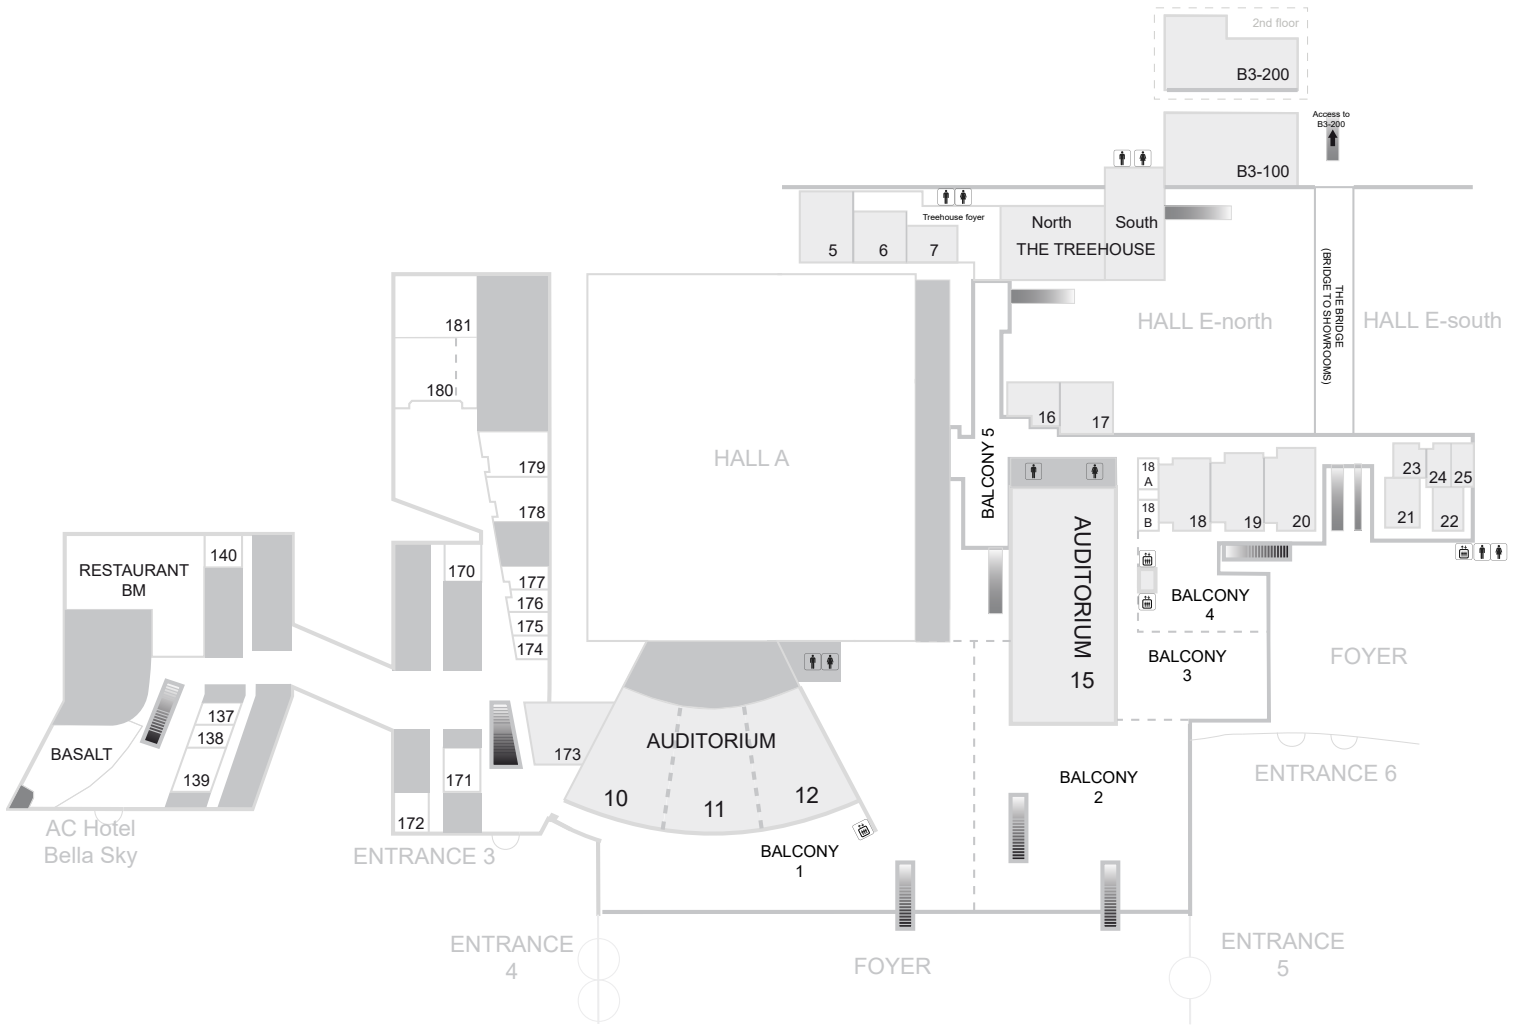 2nd floor
B3-200
Access to
B3-200
B3-100
Treehouse foyer
North
South
THE TREEHOUSE
5
6
7
THE BRIDGE
(BRIDGE TO SHOWROOMS)
HALL E-north
HALL E-south
181
180
179
178
177
176
175
174
HALL A
BALCONY 5
16
17
18
A
18
B
18
19
20
23
24
25
21
22
AUDITORIUM
15
BALCONY
4
BALCONY
3
FOYER
RESTAURANT
BM
140
170
137
138
139
BASALT
171
172
173
AUDITORIUM
10
11
12
BALCONY
1
BALCONY
2
ENTRANCE 6
AC Hotel
Bella Sky
ENTRANCE 3
ENTRANCE
4
FOYER
ENTRANCE
5